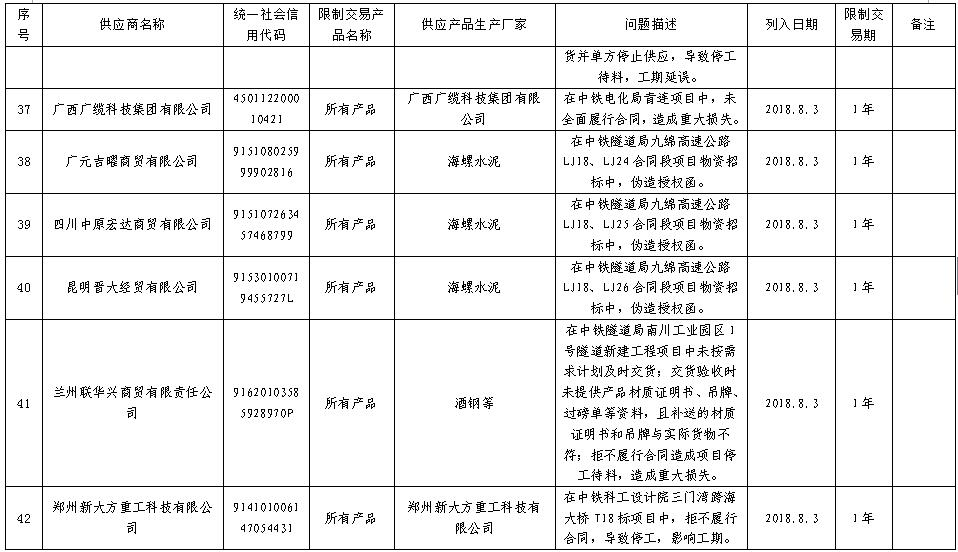 序号 供应商名称 统一社会信用代码 限制交易产品名称 供应产品生产厂家 问题描述 列入日期 限制交易期 备注
货并单方停止供应，导致停工
待料，工期延误。
37 广西广缆科技集团有限公司 450112200010421 所有产品 广西广缆科技集团有限公司 在中铁电化局肯连项目中，未全面履行合同，造成重大损失。 2018.8.3 1年
38 广元吉曜商贸有限公司 915108025999902816 所有产品 海螺水泥 在中铁隧道局九绵高速公路LJ18、LJ24合同段项目物资招标中，伪造授权函。 2018.8.3 1年
39 四川中原宏达商贸有限公司 915107263457468799 所有产品 海螺水泥 在中铁隧道局九绵高速公路LJ18、LJ25合同段项目物资招标中，伪造授权函。 2018.8.3 1年
40 昆明晋大经贸有限公司 91530100719455727L 所有产品 海螺水泥 在中铁隧道局九绵高速公路LJ18、LJ26合同段项目物资招标中，伪造授权函。 2018.8.3 1年
41 兰州联华兴商贸有限责任公司 91620103585928970P 所有产品 酒钢等 在中铁隧道局南川工业园区1号隧道新建工程项目中未按需求计划及时交货；交货验收时未提供产品材质证明书、吊牌、过磅单等资料，且补送的材质证明书和吊牌与实际货物不符；拒不履行合同造成项目停工待料，造成重大损失。 2018.8.3 1年
42 郑州新大方重工科技有限公司 914101006147054431 所有产品 郑州新大方重工科技有限公司 在中铁科工设计院三门湾跨海大桥T18标项目中，拒不履行合同，导致停工，影响工期。 2018.8.3 1年